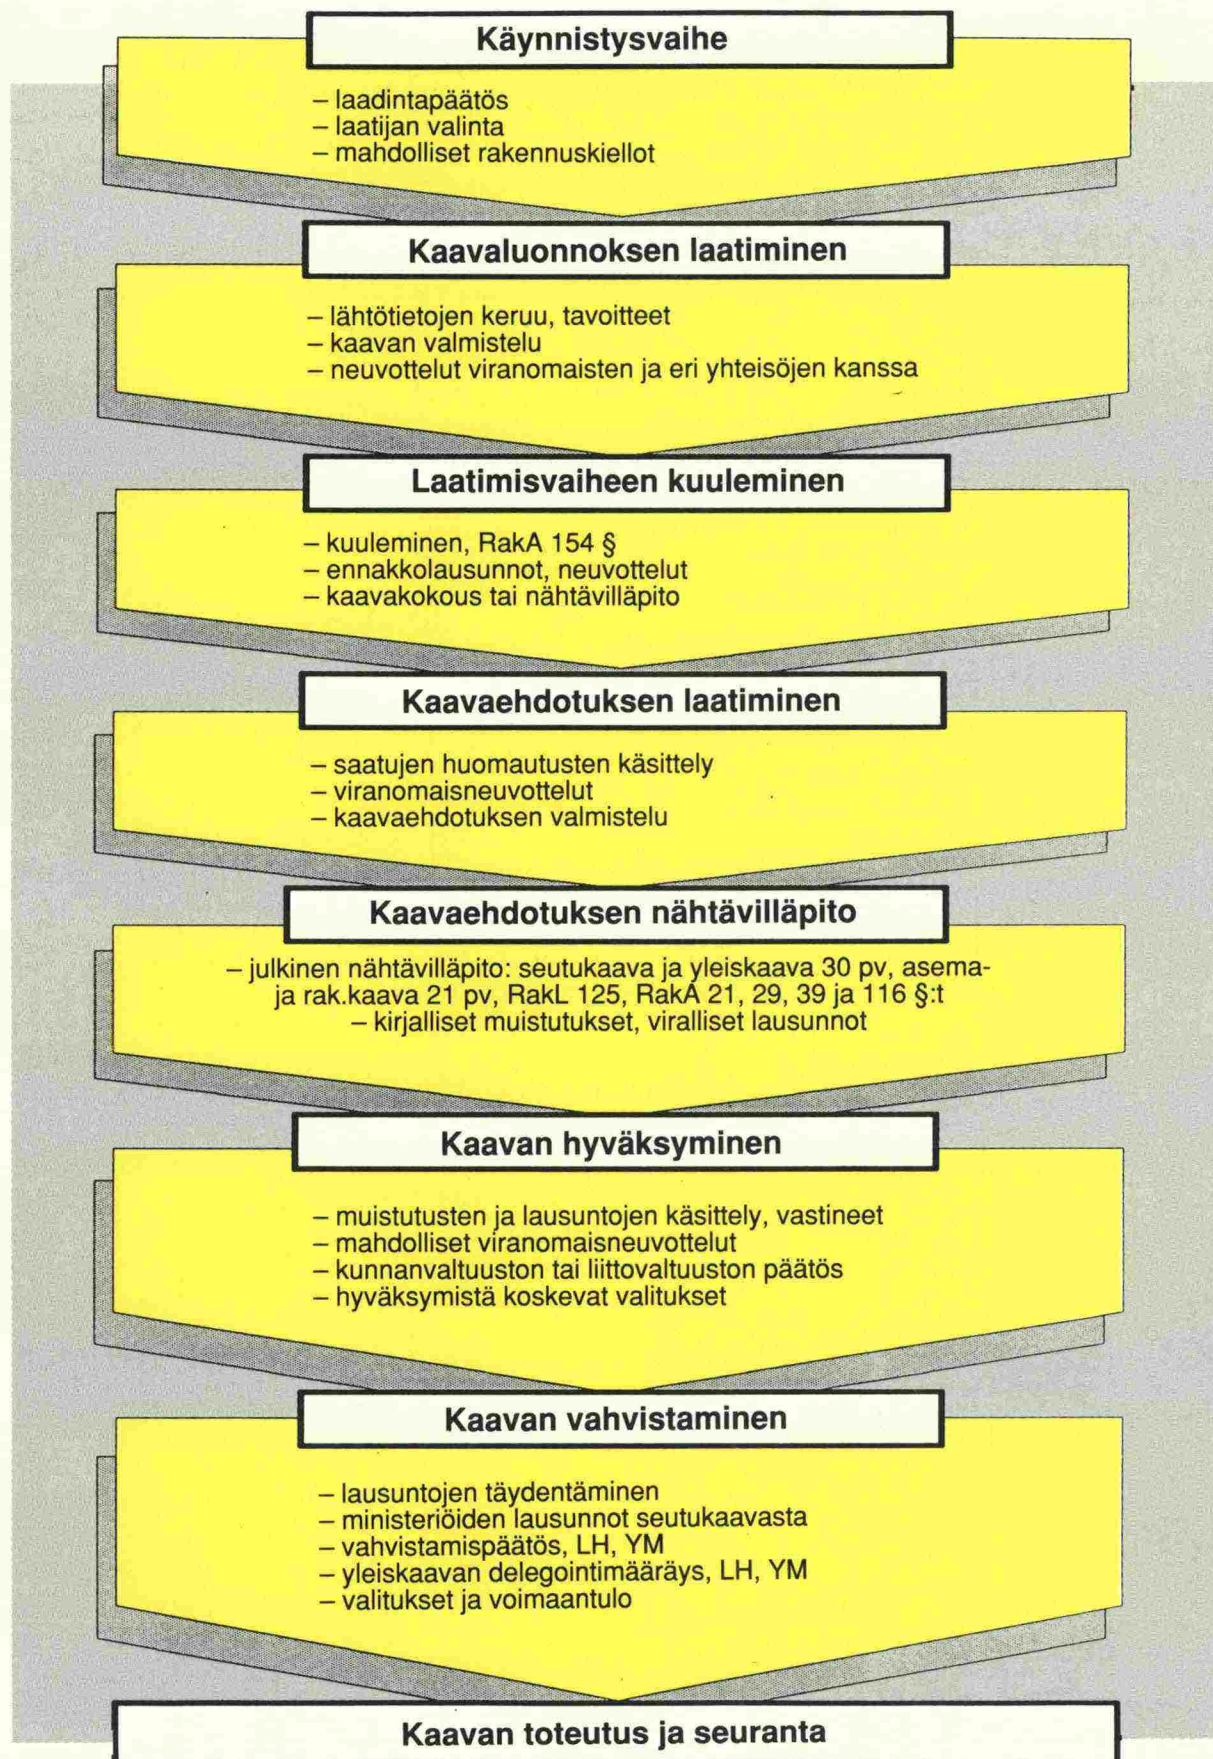 Käynnistysvaihe
– laadintapäätös
– laatijan valinta
– mahdolliset rakennuskiellot
Kaavaluonnoksen laatiminen
– lähtötietojen keruu, tavoitteet
– kaavan valmistelu
– neuvottelut viranomaisten ja eri yhteisöjen kanssa
Laatimisvaiheen kuuleminen
– kuuleminen, RakA 154 §
– ennakkolausunnot, neuvottelut
– kaavakokous tai nähtävilläpito
Kaavaehdotuksen laatiminen
– saatujen huomautusten käsittely
– viranomaisneuvottelut
– kaavaehdotuksen valmistelu
Kaavaehdotuksen nähtävilläpito
– julkinen nähtävilläpito: seutukaava ja yleiskaava 30 pv, asema-
ja rak.kaava 21 pv, RakL 125, RakA 21, 29, 39 ja 116 §:t
– kirjalliset muistutukset, viralliset lausunnot
Kaavan hyväksyminen
– muistutusten ja lausuntojen käsittely, vastineet
– mahdolliset viranomaisneuvottelut
– kunnanvaltuuston tai liittovaltuuston päätös
– hyväksymistä koskevat valitukset
Kaavan vahvistaminen
– lausuntojen täydentäminen
– ministeriöiden lausunnot seutukaavasta
– vahvistamispäätös, LH, YM
– yleiskaavan delegointimääräys, LH, YM
– valitukset ja voimaantulo
Kaavan toteutus ja seuranta